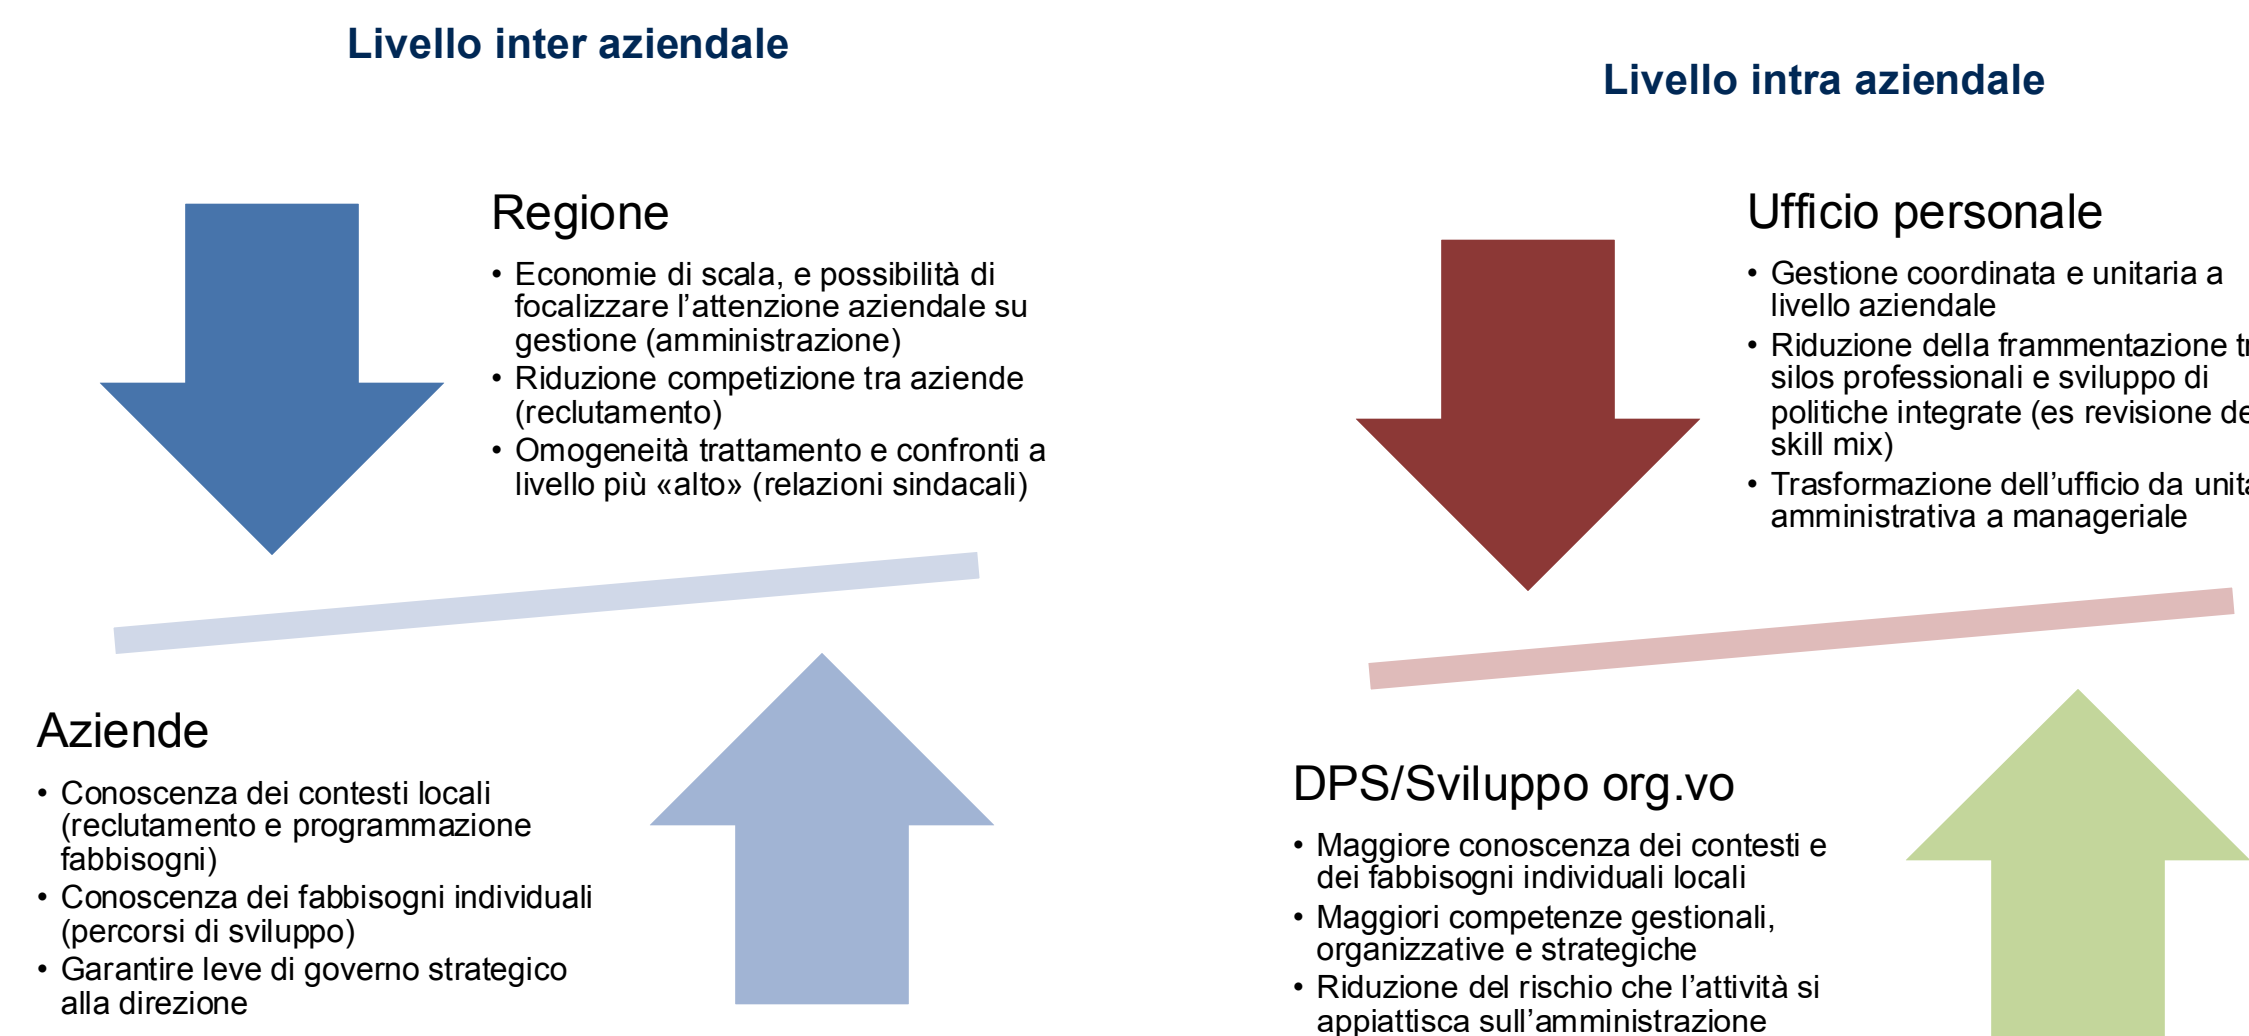 Livello inter aziendale
Regione
• Economie di scala, e possibilità di
focalizzare l’attenzione aziendale su
gestione (amministrazione)
• Riduzione competizione tra aziende
(reclutamento)
• Omogeneità trattamento e confronti a
livello più «alto» (relazioni sindacali)
Aziende
• Conoscenza dei contesti locali
(reclutamento e programmazione
fabbisogni)
• Conoscenza dei fabbisogni individuali
(percorsi di sviluppo)
• Garantire leve di governo strategico
alla direzione
Livello intra aziendale
Ufficio personale
• Gestione coordinata e unitaria a
livello aziendale
• Riduzione della frammentazione
silos professionali e sviluppo di
politiche integrate (es revisione
skill mix)
• Trasformazione dell’ufficio da
amministrativa a manageriale
DPS/Sviluppo org.vo
• Maggiore conoscenza dei contesti e
dei fabbisogni individuali locali
• Maggiori competenze gestionali,
organizzative e strategiche
• Riduzione del rischio che l’attività si
appiattisca sull’amministrazione